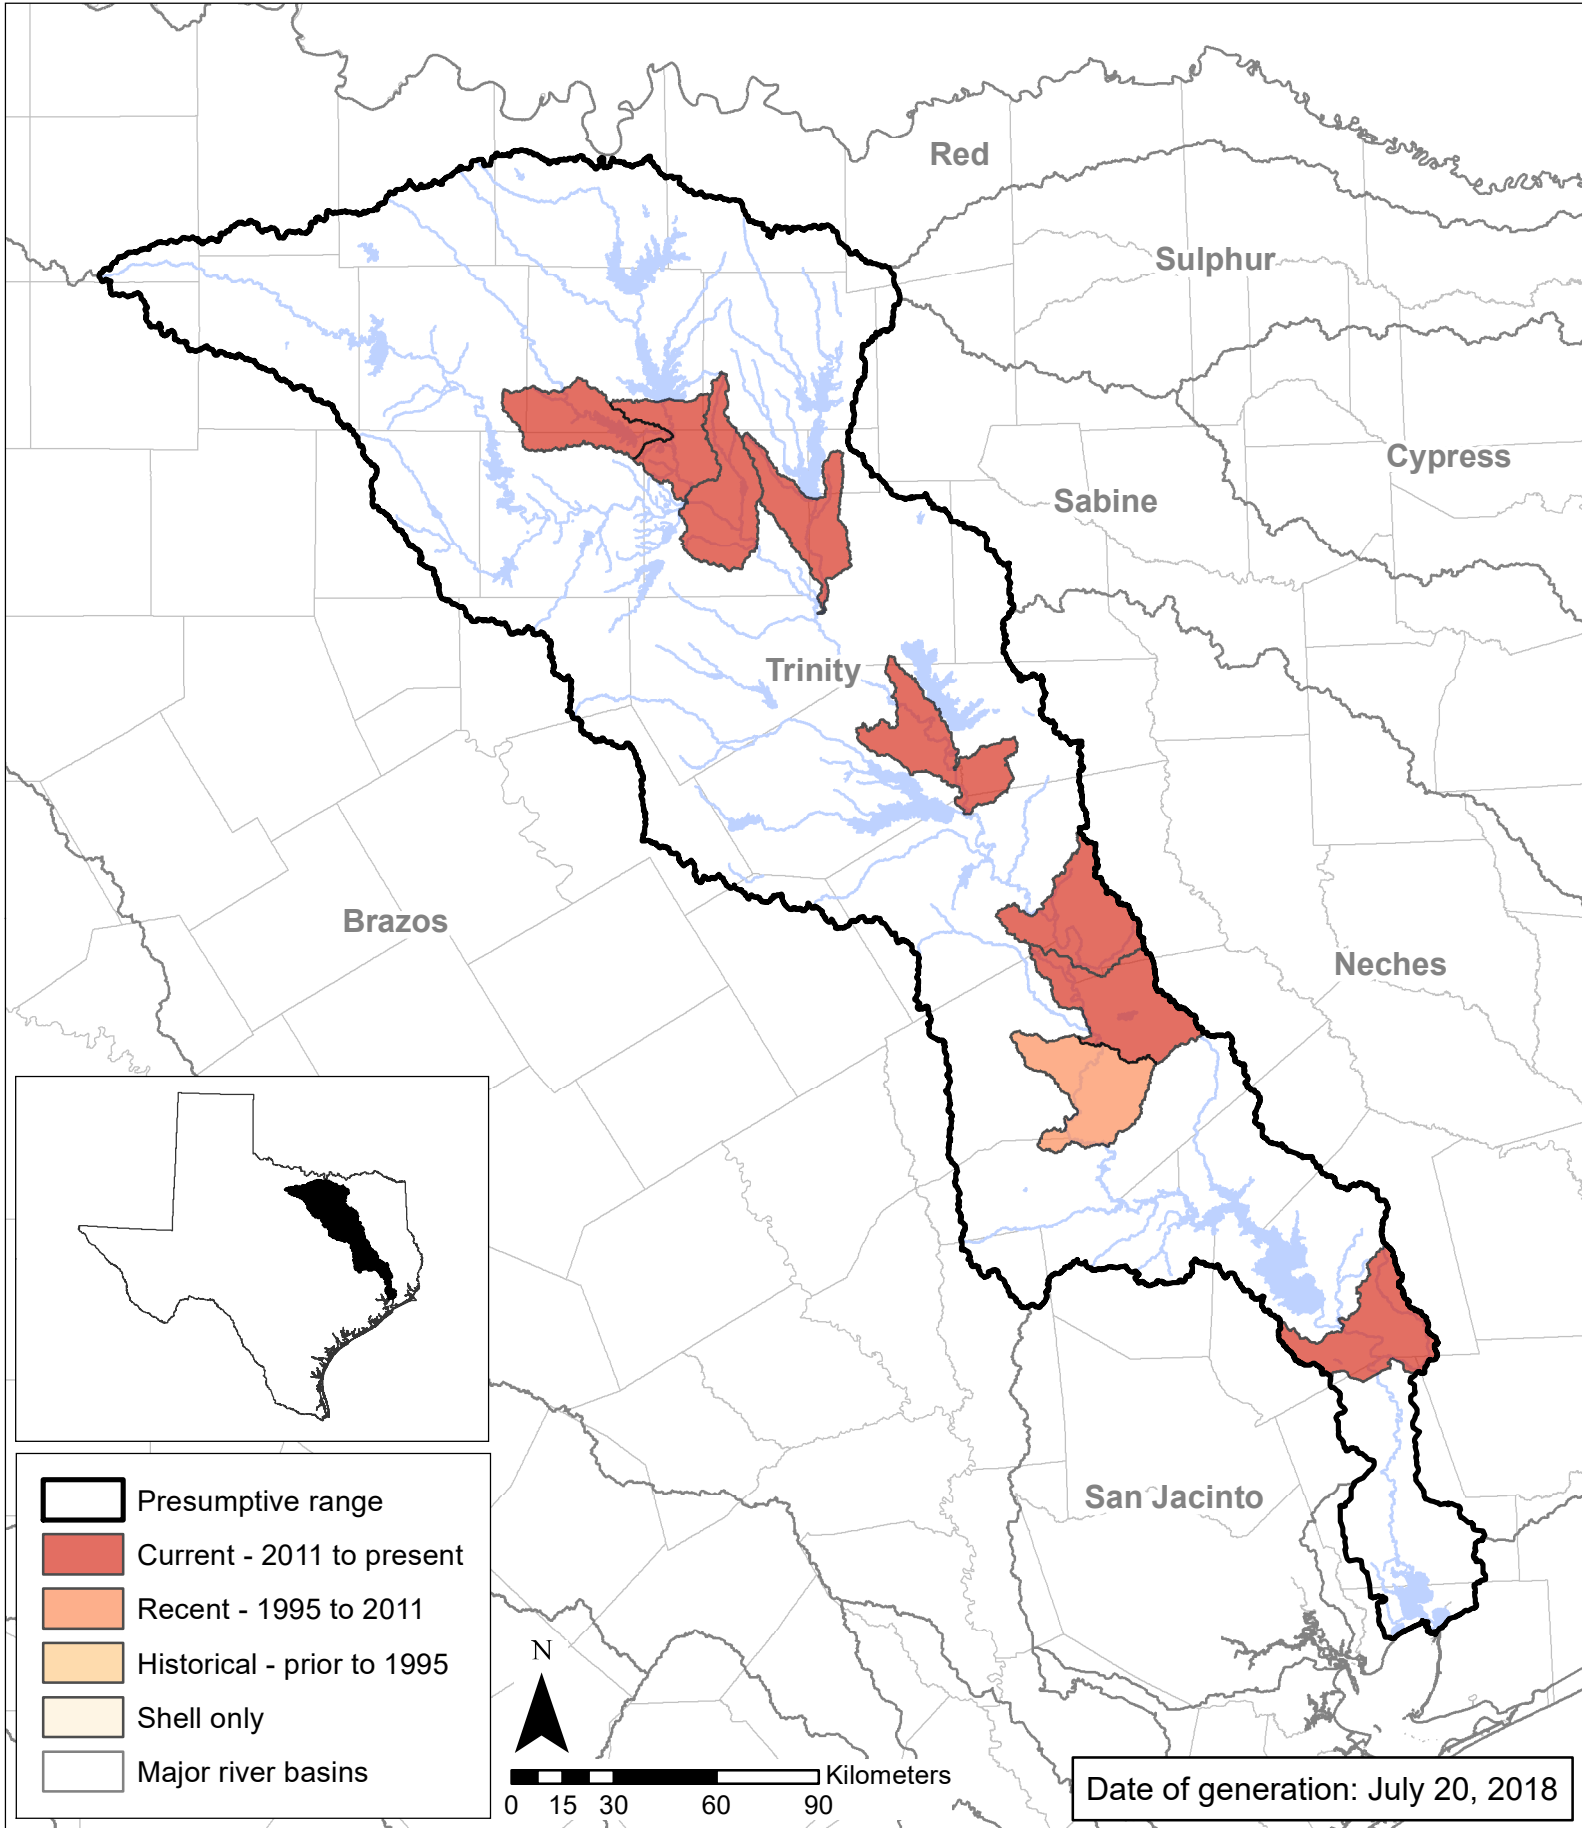 Red
Sulphur
Cypress
Sabine
Trinity
Brazos
Neches
San Jacinto
Presumptive range
Current - 2011 to present
Recent - 1995 to 2011
Historical - prior to 1995
Shell only
Major river basins
N
Kilometers
0 15 30 60 90
Date of generation: July 20, 2018